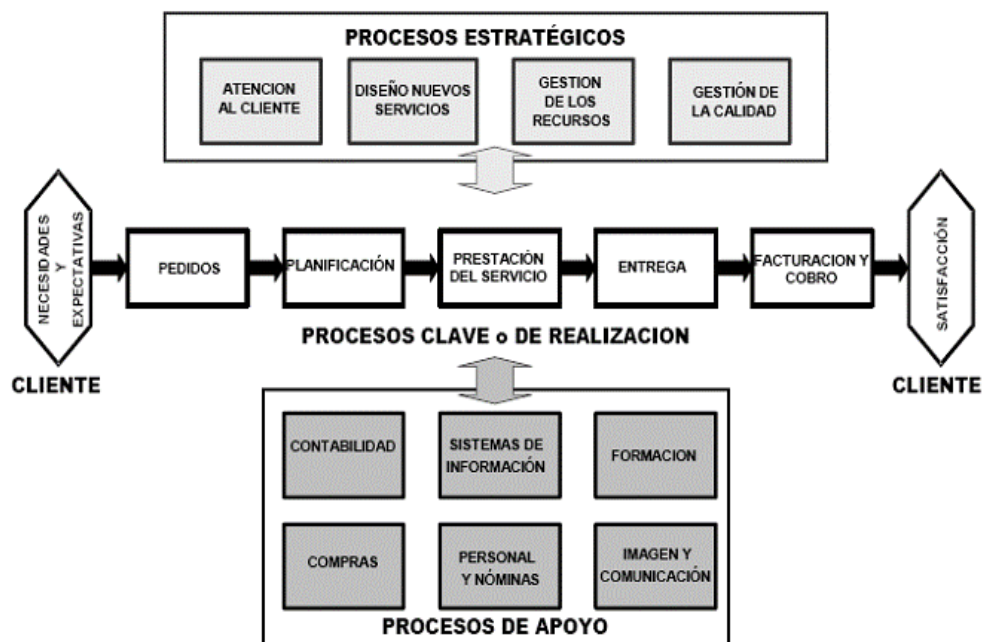 PROCESOS ESTRATÉGICOS
ATENCION
AL CLIENTE
DISEÑO NUEVOS
SERVICIOS
GESTION
DE LOS
RECURSOS
GESTIÓN DE
LA CALIDAD
NECESIDADES
Y
EXPECTATIVAS
CLIENTE
PEDIDOS
PLANIFICACIÓN
PRESTACIÓN
DEL SERVICIO
ENTREGA
FACTURACION Y
COBRO
SATISFACCIÓN
CLIENTE
PROCESOS CLAVE o DE REALIZACION
CONTABILIDAD
SISTEMAS DE
INFORMACIÓN
FORMACION
COMPRAS
PERSONAL
Y NÓMINAS
IMAGEN Y
COMUNICACIÓN
PROCESOS DE APOYO